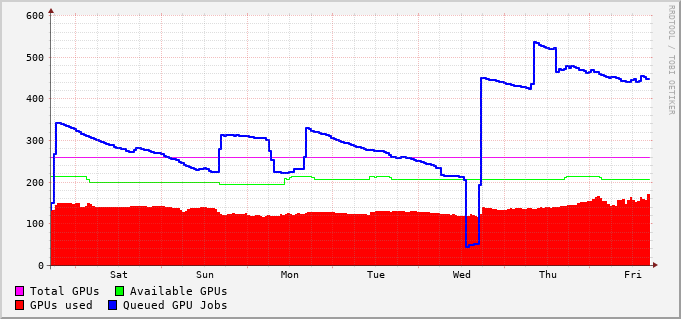 600
500
400
300
200
100
0
Sat Sun Mon Tue Wed Thu Fri
Total GPUs Available GPUs
GPUs used Queued GPU Jobs
RRDTOOL / TOBI OETIKER